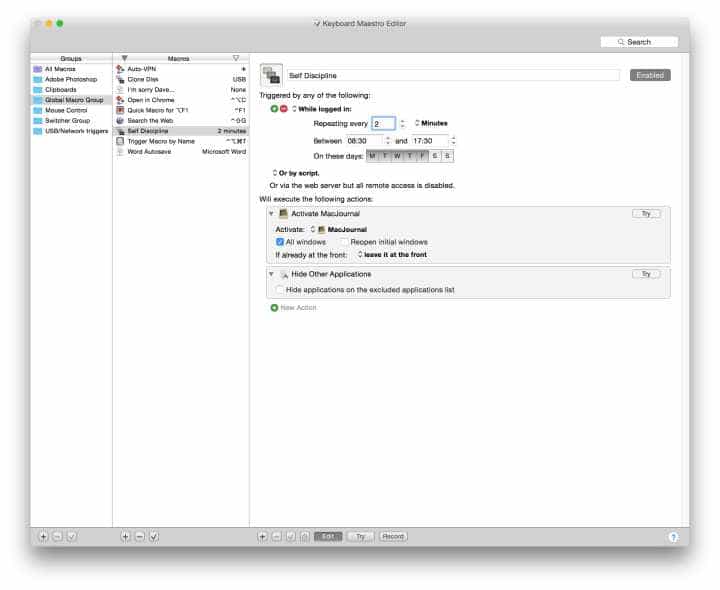 Keyboard Maestro Editor
Search
Groups
Macros
All Macros
Adobe Photoshop
Clipboards
Global Macro Group
Mouse Control
Switcher Group
USB/Network triggers
Auto-VPN
Clone Disk USB
I'm sorry Dave... None
Open in Chrome ^⌥C
Quick Macro for ⌥F1 ^F1
Search the Web ^⇧G
Self Discipline 2 minutes
Trigger Macro by Name ^⌥⌘T
Word Autosave Microsoft Word
Self Discipline Enabled
Triggered by any of the following:
While logged in:
Repeating every 2 Minutes
Between 08:30 and 17:30
On these days: M T W T F S S
Or by script.
Or via the web server but all remote access is disabled.
Will execute the following actions:
Activate MacJournal Try
Activate: MacJournal
All windows Reopen initial windows
If already at the front: leave it at the front
Hide Other Applications Try
Hide applications on the excluded applications list
New Action
Edit Try Record ?